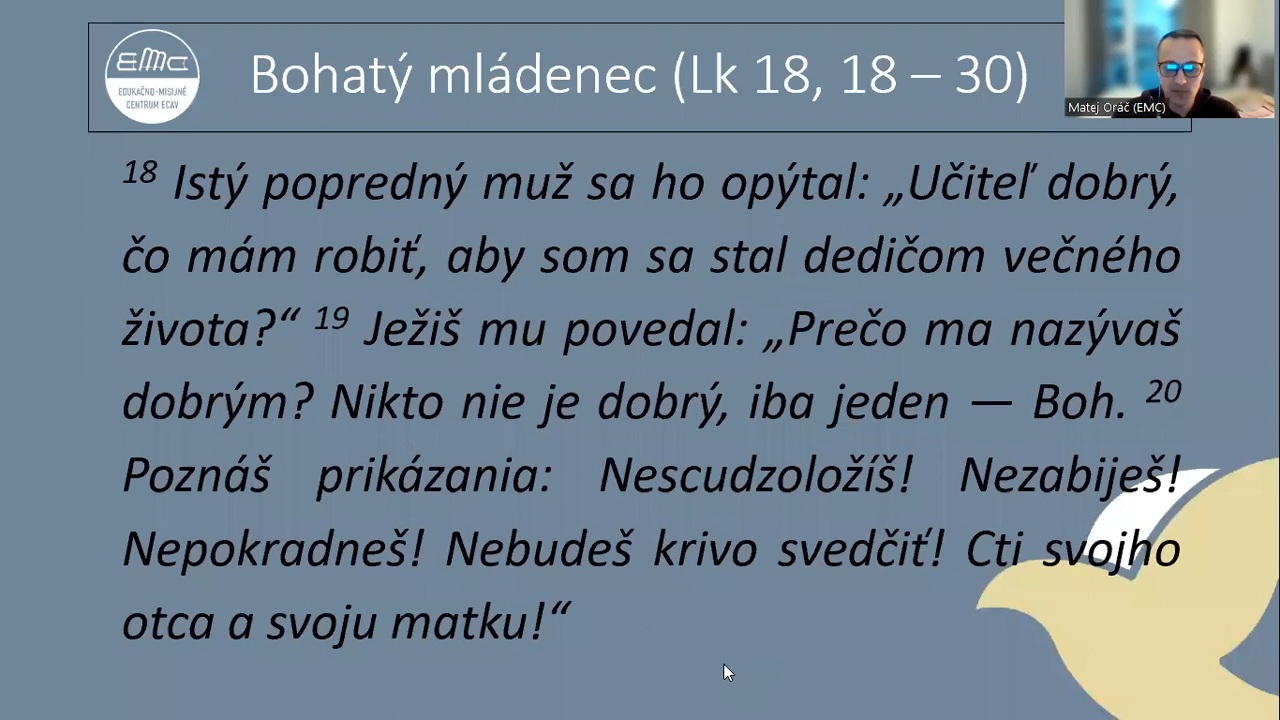 EMC
EDUKAČNO-MISIJNÉ
CENTRUM ECAV
Bohatý mládenec (Lk 18, 18 – 30)
Matej Oráč (EMC)
18 Istý popredný muž sa ho opýtal: „Učiteľ dobrý,
čo mám robiť, aby som sa stal dedičom večného
života?“ 19 Ježiš mu povedal: „Prečo ma nazývaš
dobrým? Nikto nie je dobrý, iba jeden — Boh. 20
Poznáš prikázania: Nescudzoložíš! Nezabiješ!
Nepokradneš! Nebudeš krivo svedčiť! Cti svojho
otca a svoju matku!“